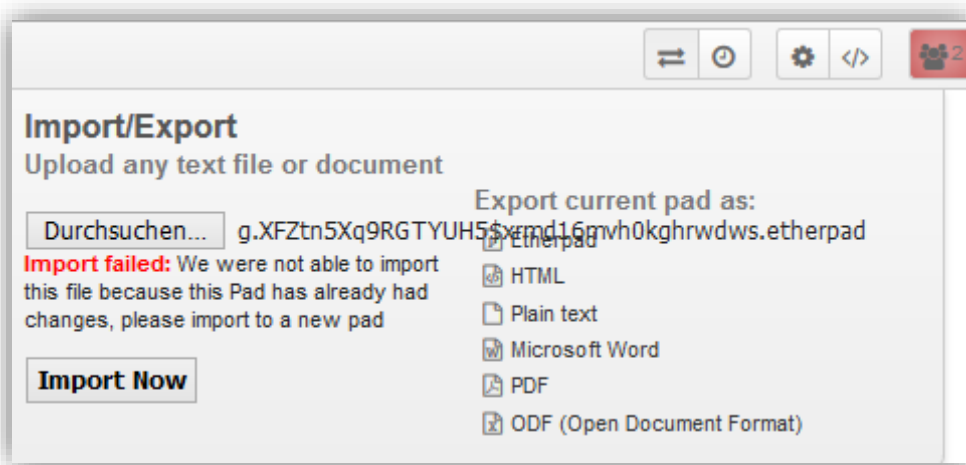 2
Import/Export
Upload any text file or document
Durchsuchen... g.XFZtn5Xq9RGTYUH5$xrmd16mvh0kghrwdws.etherpad
Import failed: We were not able to import
this file because this Pad has already had
changes, please import to a new pad
Import Now
Export current pad as:
Etherpad
HTML
Plain text
Microsoft Word
PDF
ODF (Open Document Format)